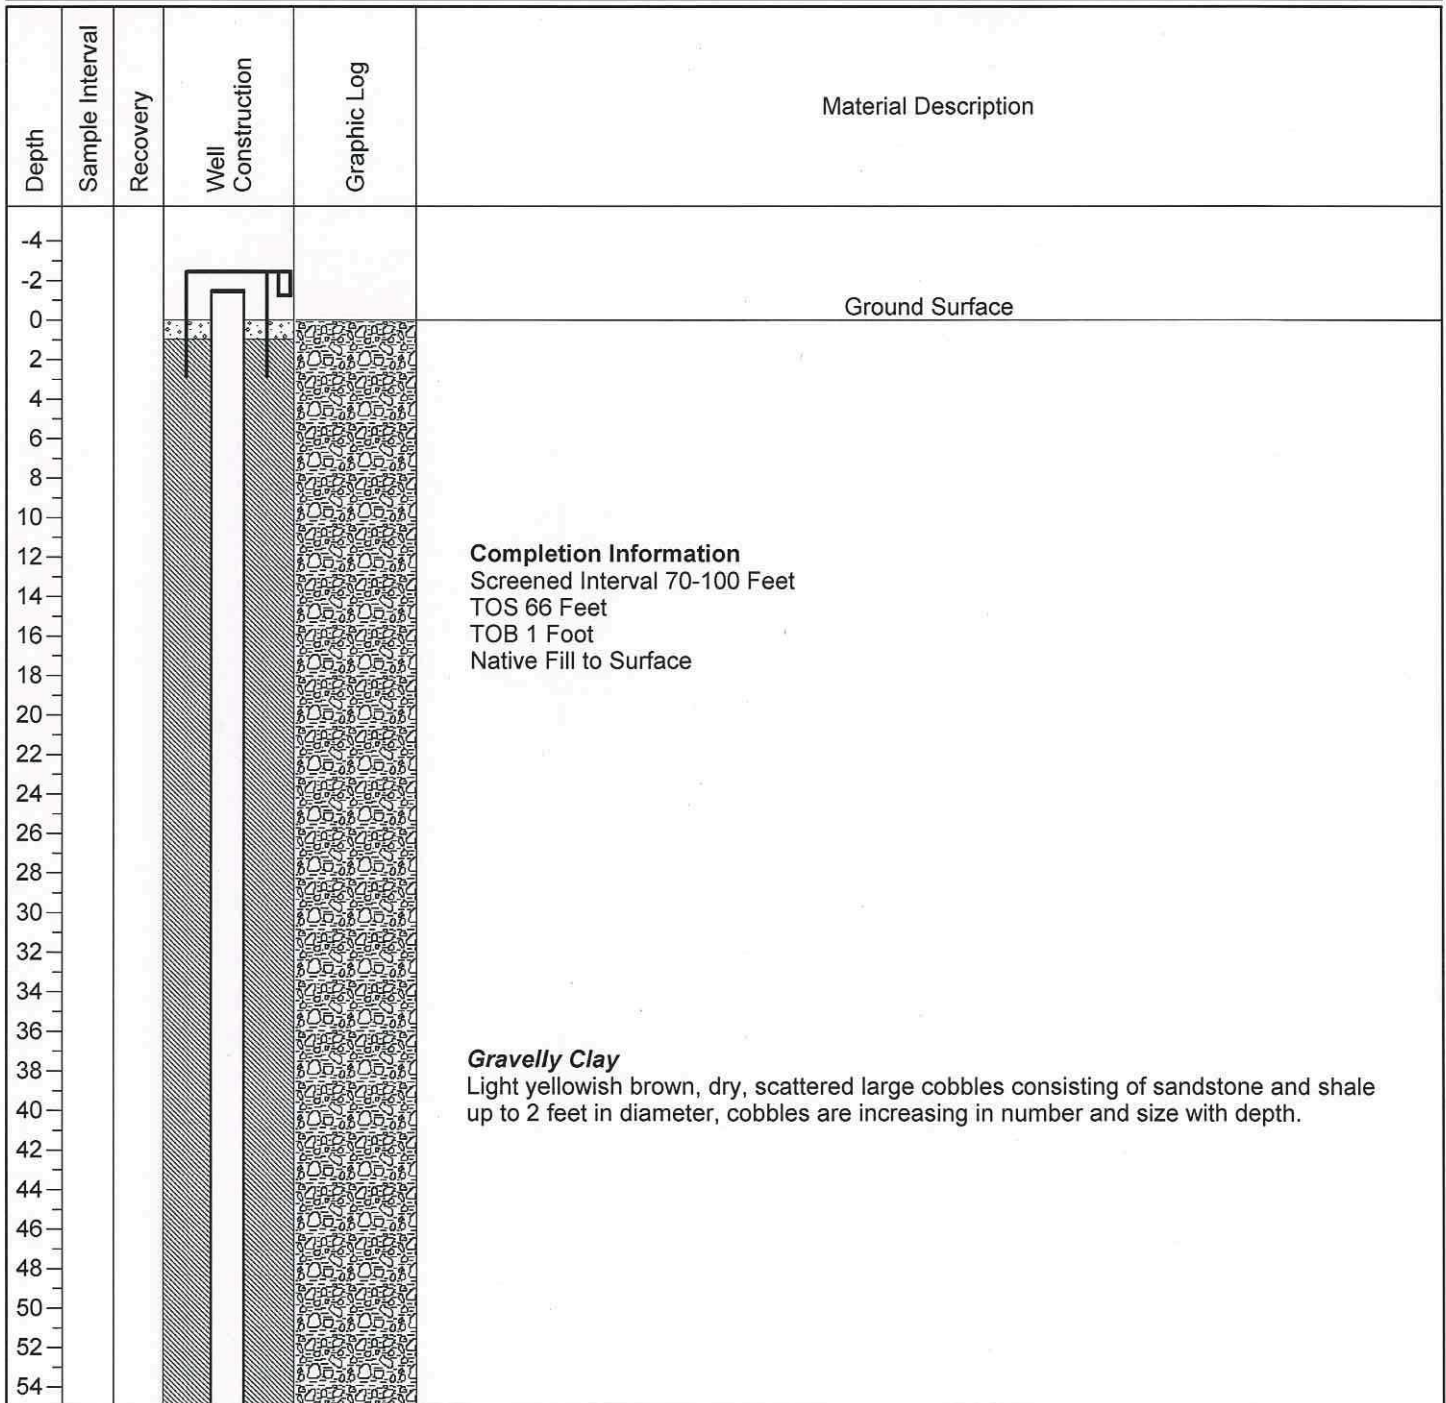 Depth
Sample Interval
Recovery
Well
Construction
Graphic Log
Material Description
-4
-2
0
2
4
6
8
10
12
14
16
18
20
22
24
26
28
30
32
34
36
38
40
42
44
46
48
50
52
54
Ground Surface
Completion Information
Screened Interval 70-100 Feet
TOS 66 Feet
TOB 1 Foot
Native Fill to Surface
Gravelly Clay
Light yellowish brown, dry, scattered large cobbles consisting of sandstone and shale
up to 2 feet in diameter, cobbles are increasing in number and size with depth.